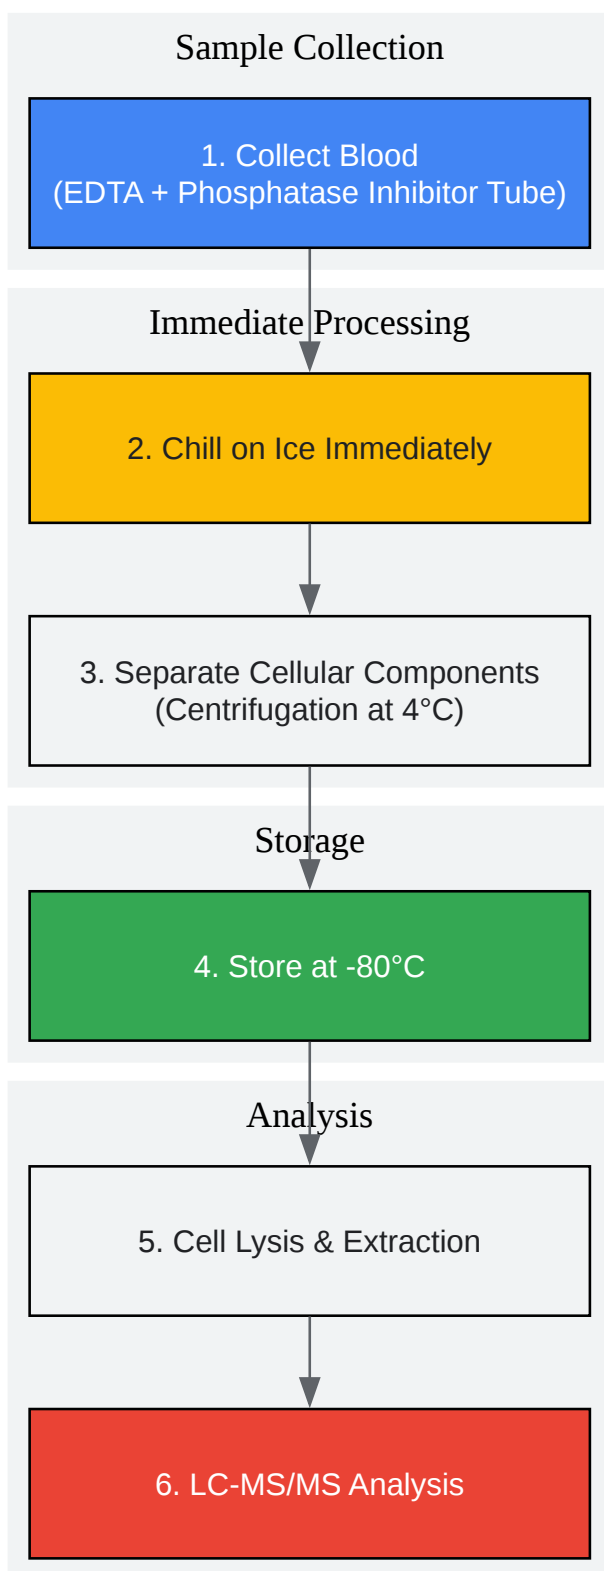 Sample Collection
1. Collect Blood
(EDTA + Phosphatase Inhibitor Tube)
Immediate Processing
2. Chill on Ice Immediately
3. Separate Cellular Components
(Centrifugation at 4°C)
Storage
4. Store at -80°C
Analysis
5. Cell Lysis & Extraction
6. LC-MS/MS Analysis